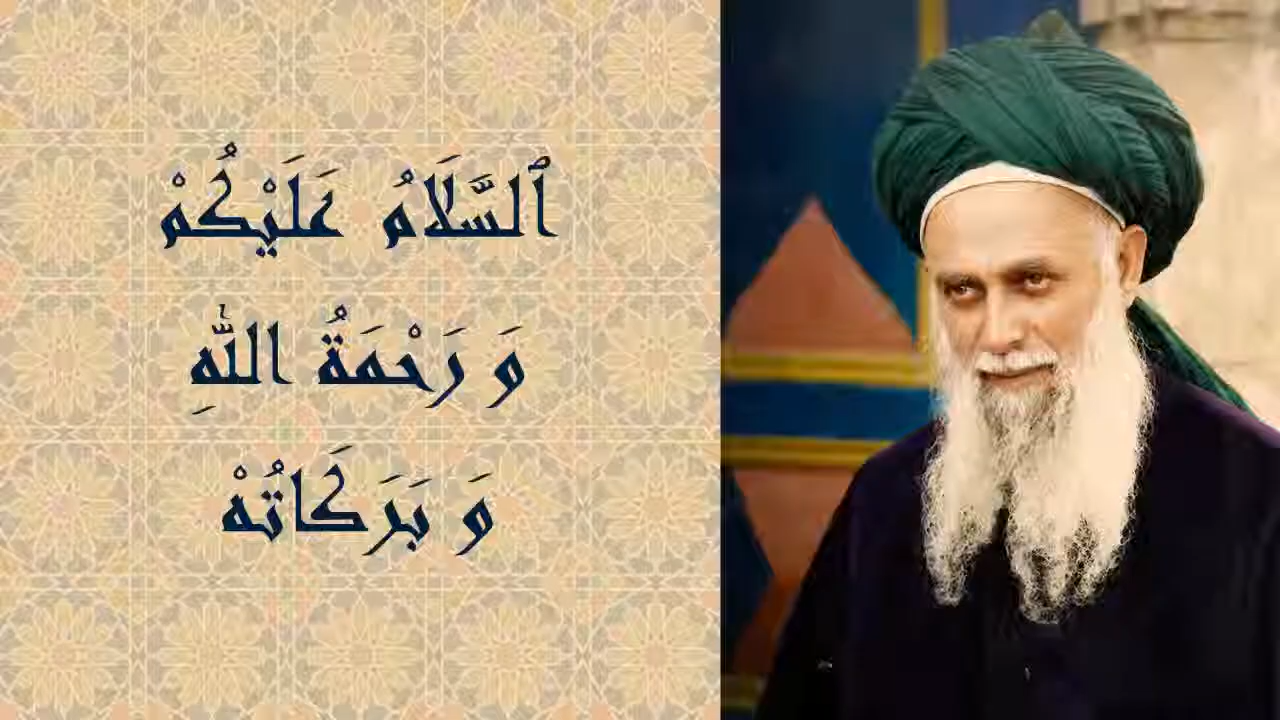 ٱلسَّلَامُ عَلَيْكُمْ
وَ رَحْمَةُ اللّٰهِ
وَ بَرَكَاتُهْ